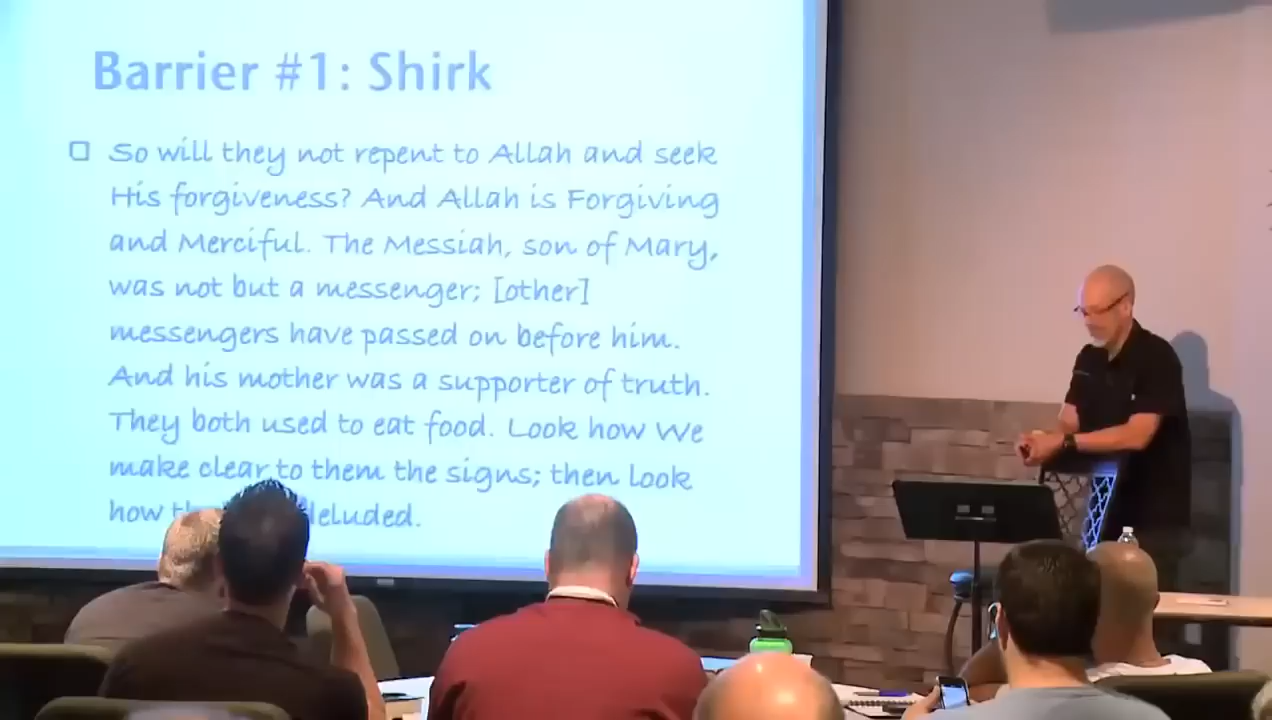 Barrier #1: Shirk
So will they not repent to Allah and seek
His forgiveness? And Allah is Forgiving
and Merciful. The Messiah, son of Mary,
was not but a messenger; [other]
messengers have passed on before him.
And his mother was a supporter of truth.
They both used to eat food. Look how We
make clear to them the signs; then look
how deluded.